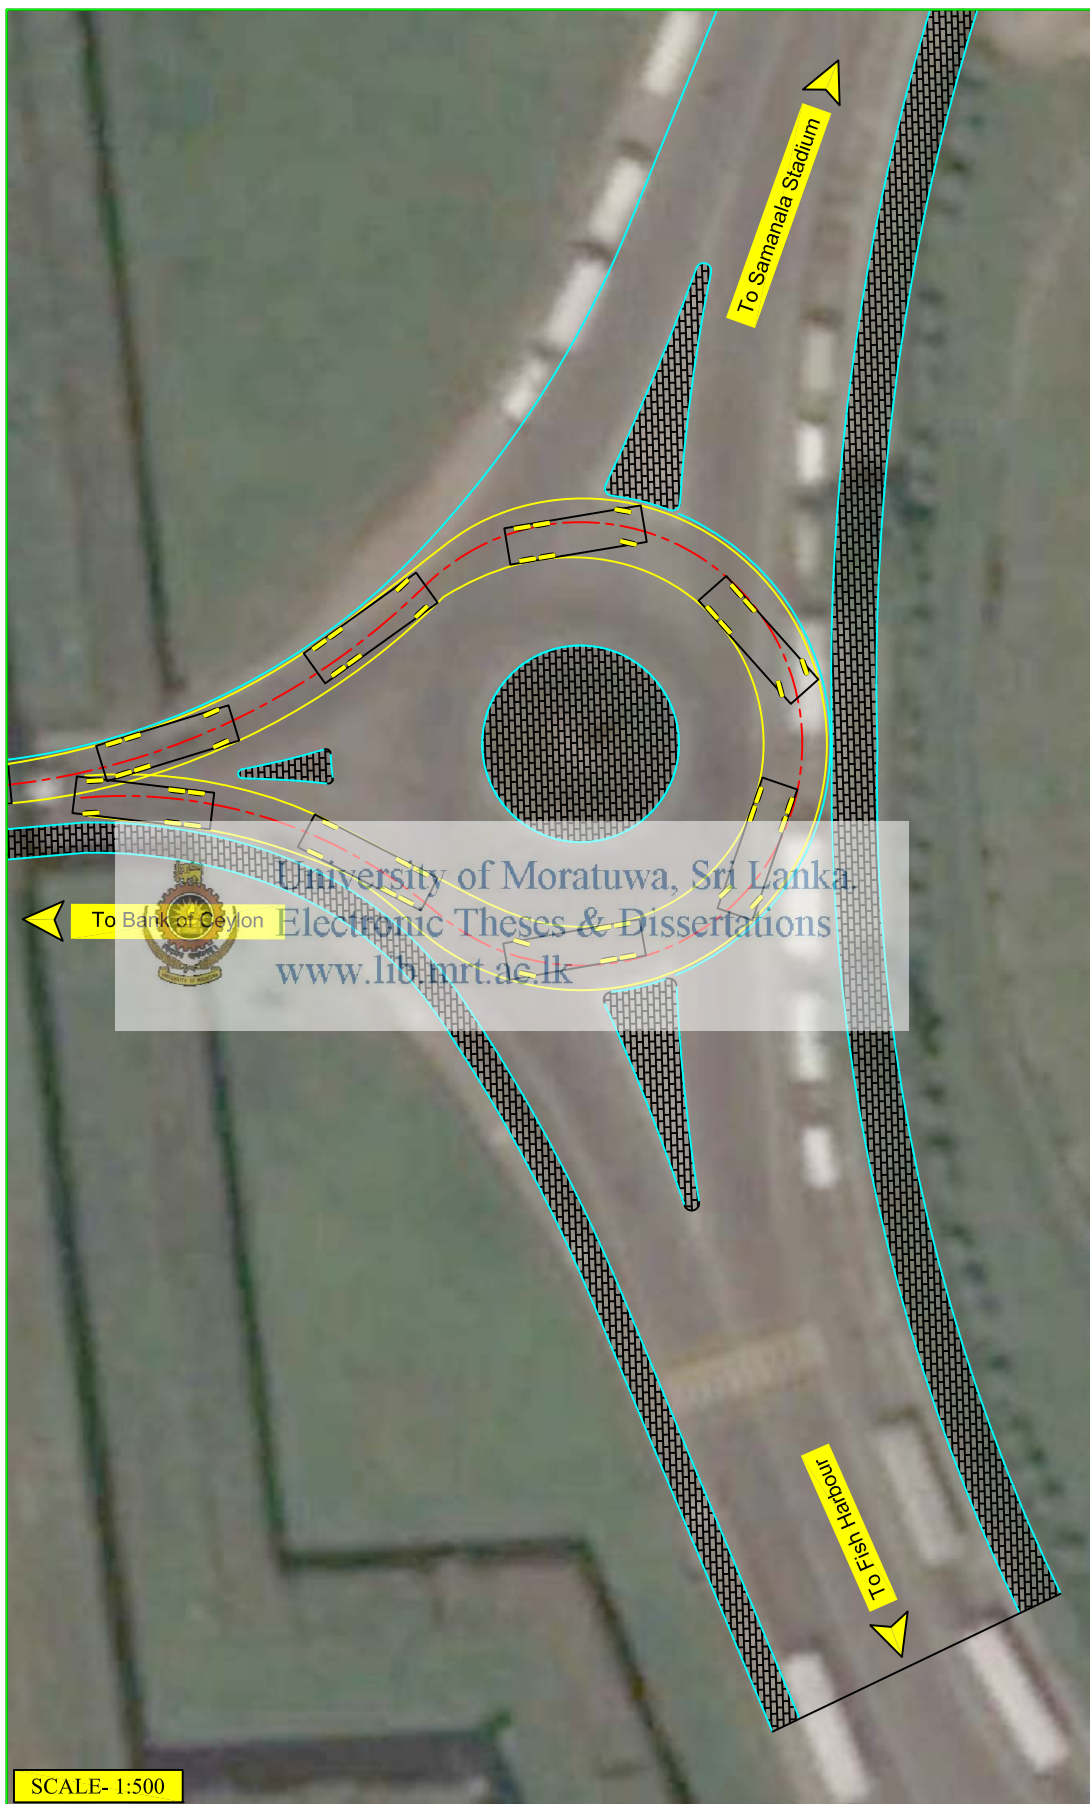 To Samanala Stadium
University of Moratuwa, Sri Lanka.
To Bank of Ceylon
Electronic Theses & Dissertations
www.lib.mrt.ac.lk
To Fish Harbour
SCALE- 1:500